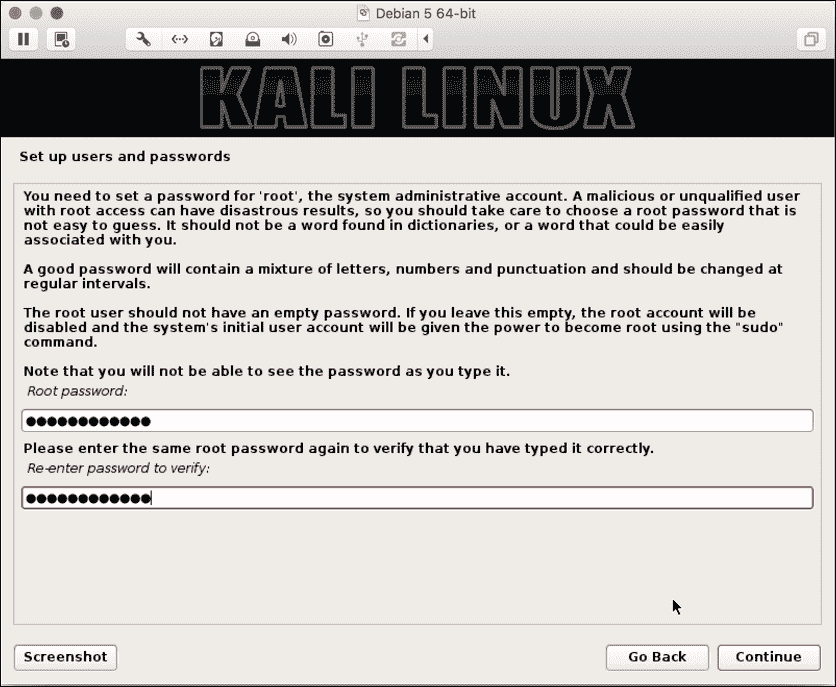 Debian 5 64-bit
KALI LINUX
Set up users and passwords
You need to set a password for 'root', the system administrative account. A malicious or unqualified user
with root access can have disastrous results, so you should take care to choose a root password that is
not easy to guess. It should not be a word found in dictionaries, or a word that could be easily
associated with you.
A good password will contain a mixture of letters, numbers and punctuation and should be changed at
regular intervals.
The root user should not have an empty password. If you leave this empty, the root account will be
disabled and the system's initial user account will be given the power to become root using the "sudo"
command.
Note that you will not be able to see the password as you type it.
Root password:
●●●●●●●●●●●●
Please enter the same root password again to verify that you have typed it correctly.
Re-enter password to verify:
●●●●●●●●●●●●
Screenshot
Go Back
Continue